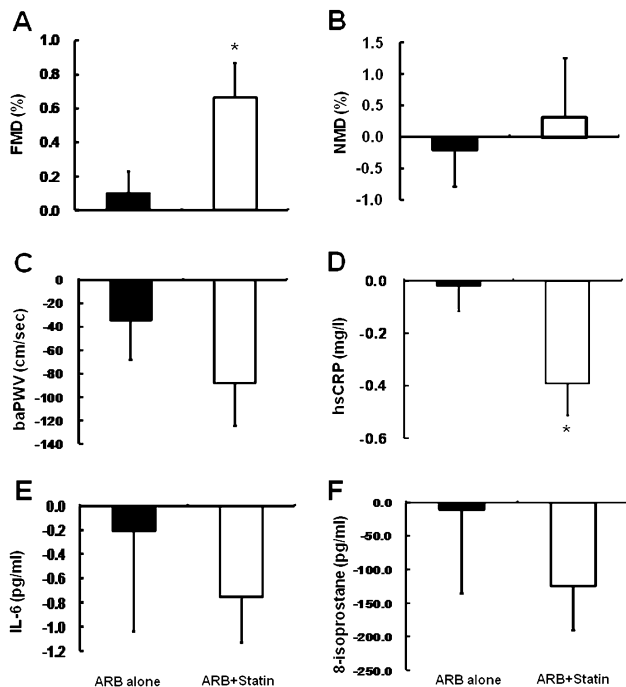 A
FMD (%)
1.0
0.8
0.6
0.4
0.2
0.0
*
B
NMD (%)
1.5
1.0
0.5
0.0
-0.5
-1.0
C
baPWV (cm/sec)
0
-20
-40
-60
-80
-100
-120
-140
D
hsCRP (mg/l)
0.0
-0.2
-0.4
-0.6
*
E
IL-6 (pg/ml)
0.0
-0.2
-0.4
-0.6
-0.8
-1.0
-1.2
ARB alone
ARB+Statin
F
8-isoprostane (pg/ml)
0.0
-50.0
-100.0
-150.0
-200.0
-250.0
ARB alone
ARB+Statin